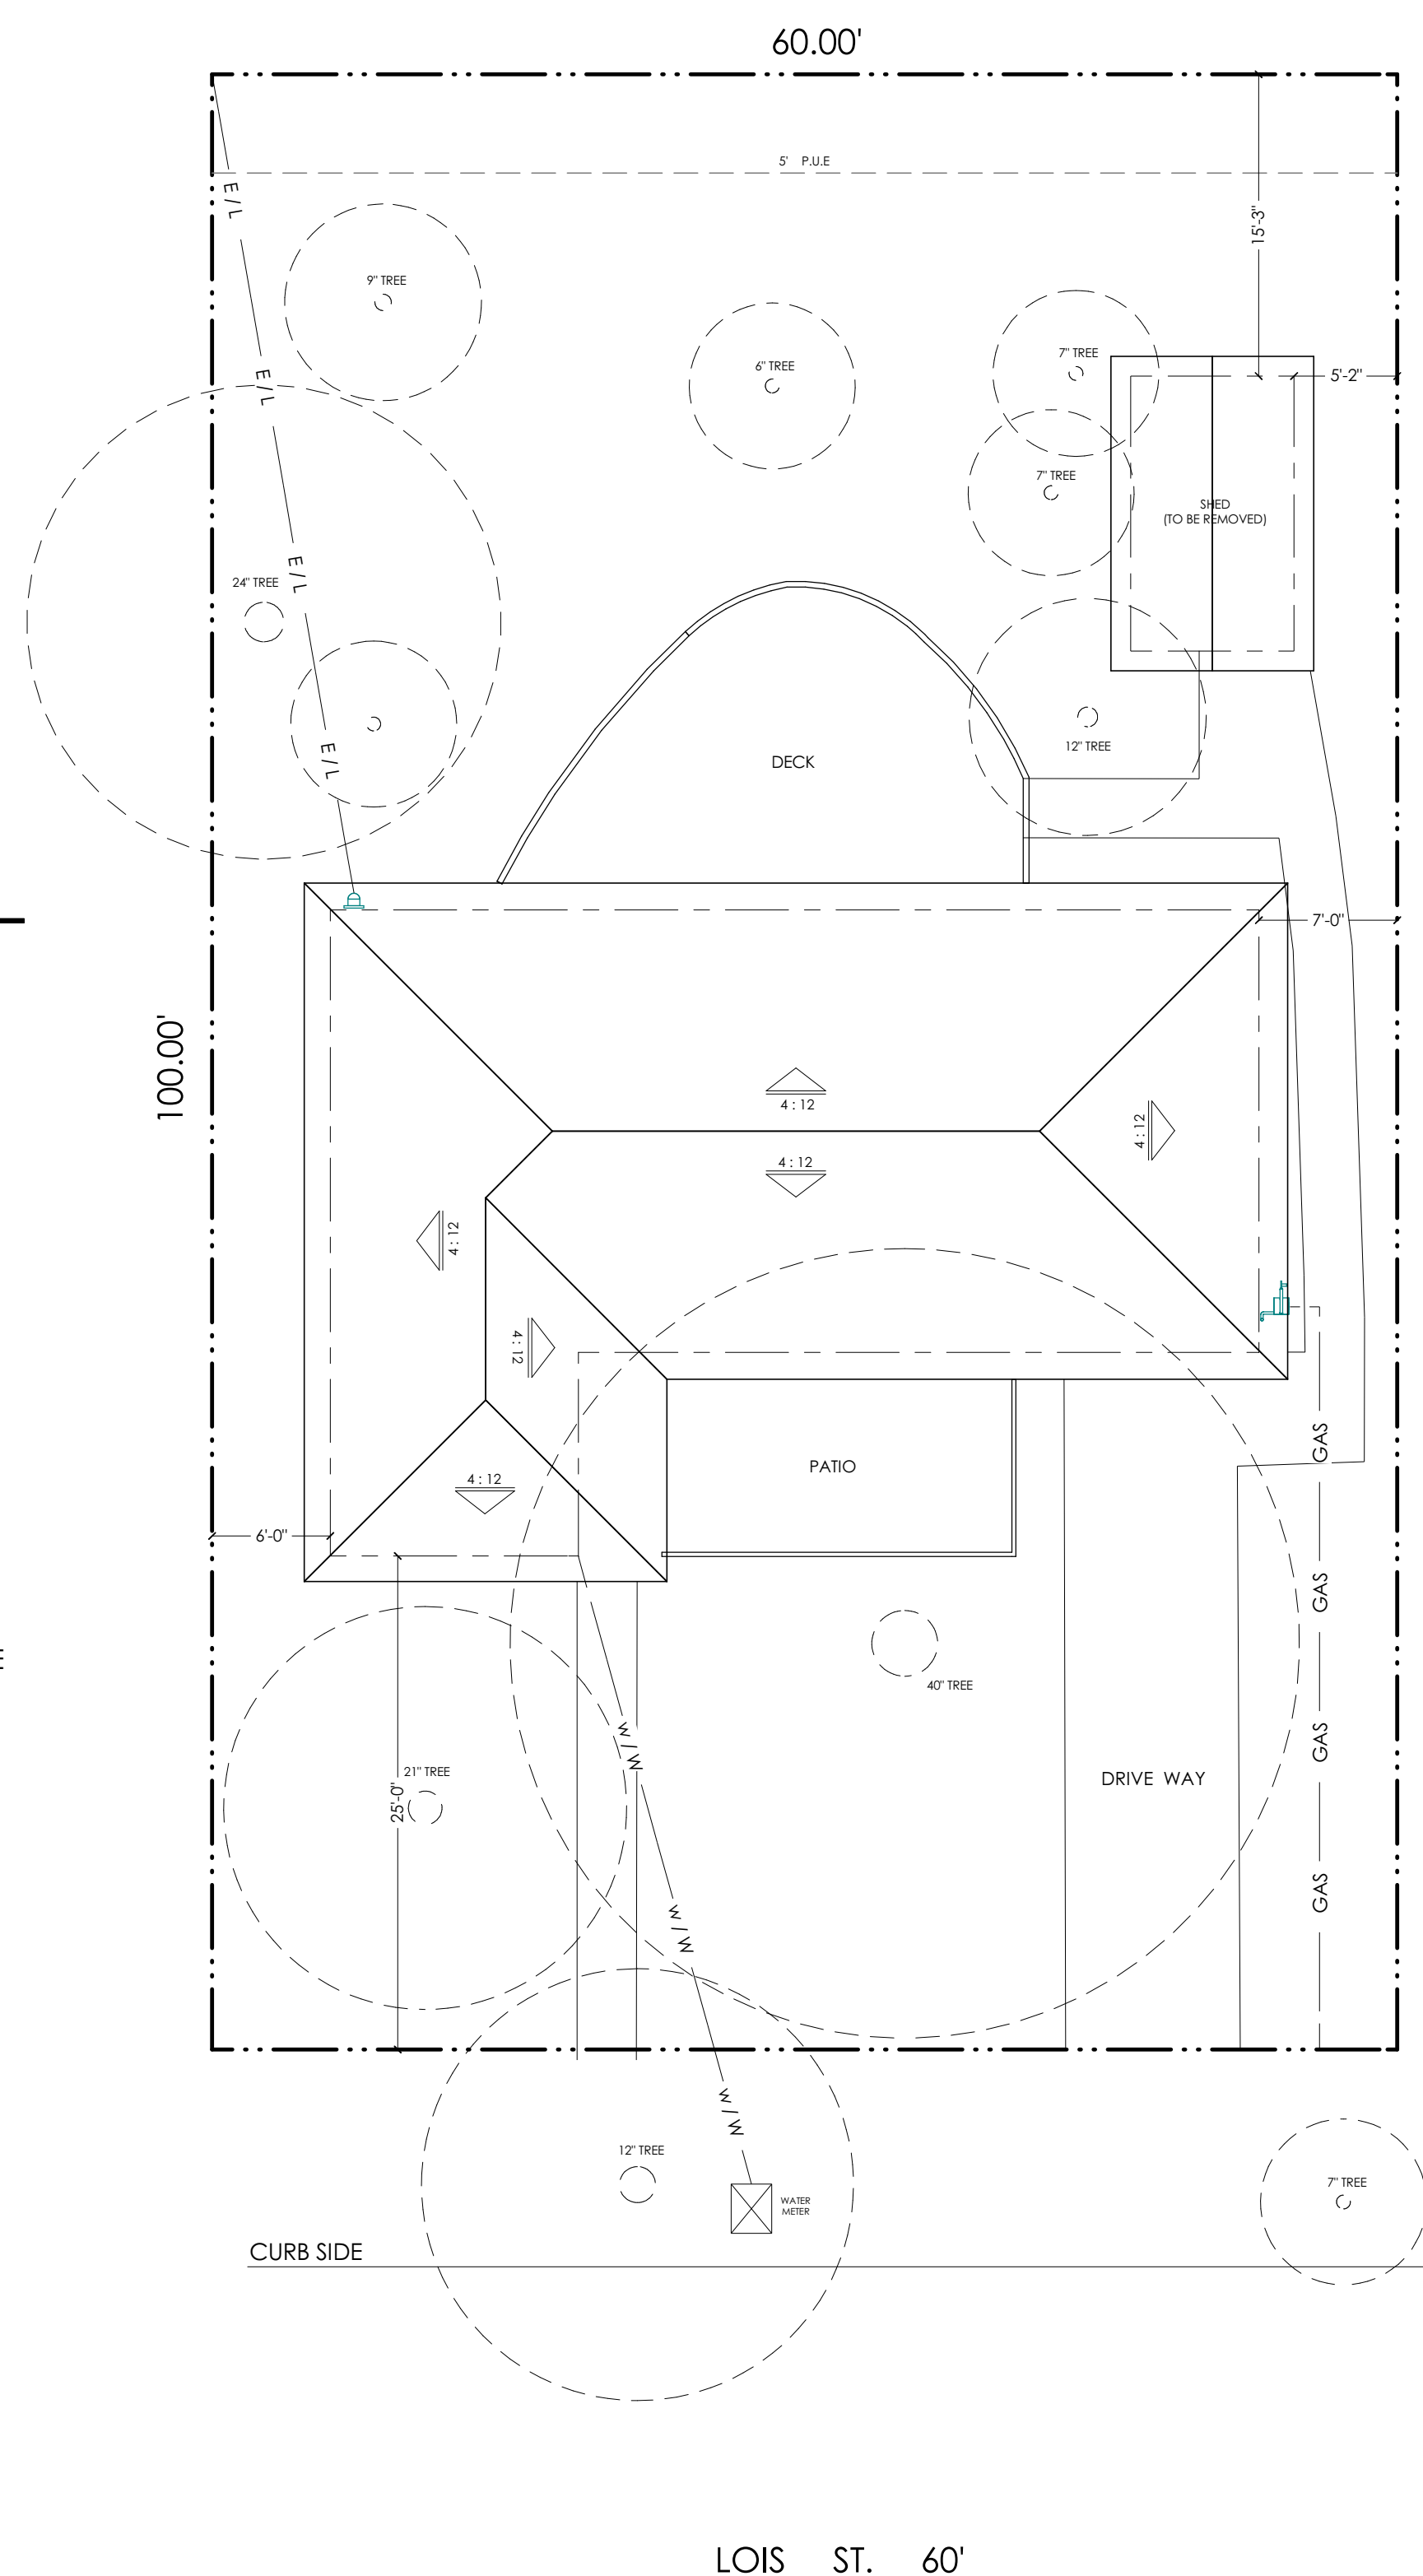 60.00'
5' P.U.E
E / L
15'-3"
9" TREE
7" TREE
6" TREE
E / L
5'-2"
7" TREE
SHED
(TO BE REMOVED)
E / L
24" TREE
E / L
12" TREE
DECK
7'-0"
100.00'
4 : 12
4 : 12
4 : 12
4 : 12
4 : 12
GAS
PATIO
4 : 12
6'-0"
GAS
40" TREE
W / W
GAS
21" TREE
DRIVE WAY
25'-0"
GAS
W / W
W / W
12" TREE
7" TREE
WATER
METER
CURB SIDE
LOIS ST. 60'